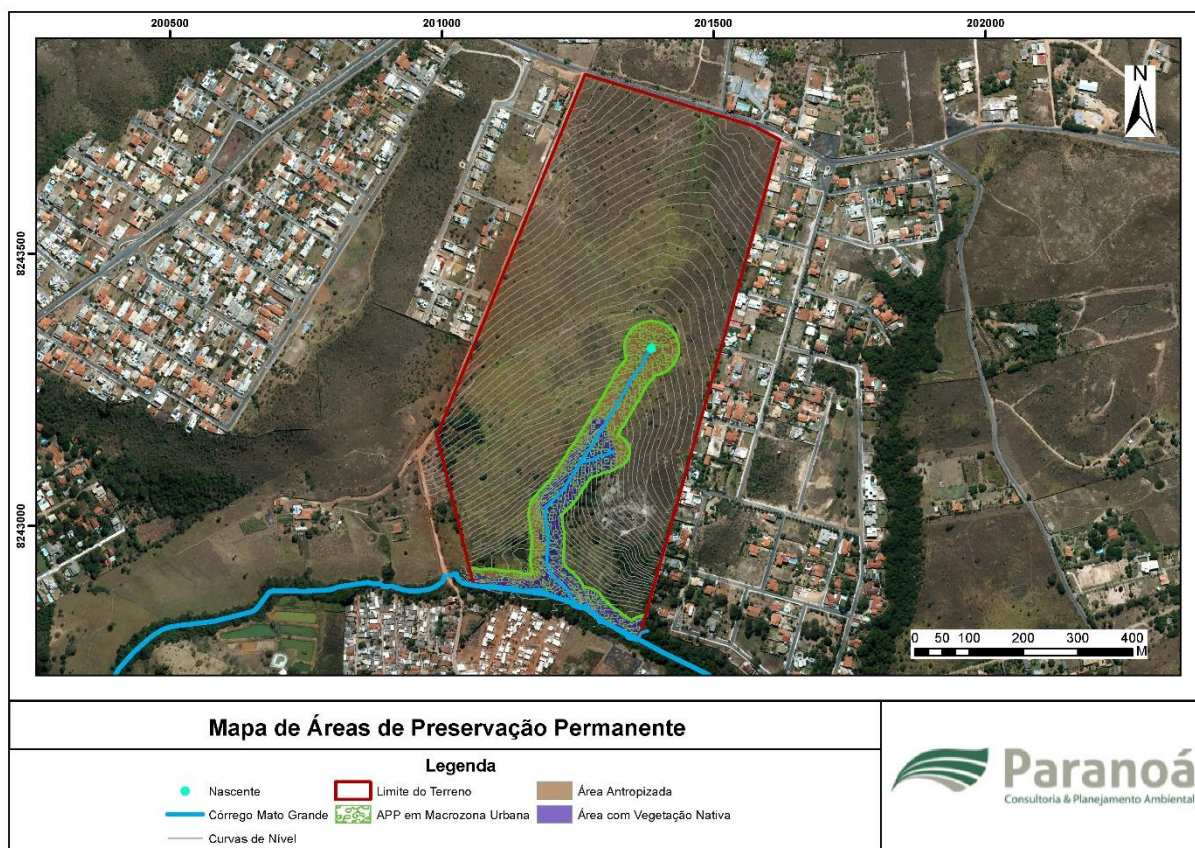 200500 201000 201500 202000
N
8243500
8243000
0 50 100 200 300 400
M
Mapa de Áreas de Preservação Permanente
Legenda
Nascente
Limite do Terreno
Área Antropizada
Córrego Mato Grande
APP em Macrozona Urbana
Área com Vegetação Nativa
Curvas de Nível
Paranoá
Consultoria & Planejamento Ambiental